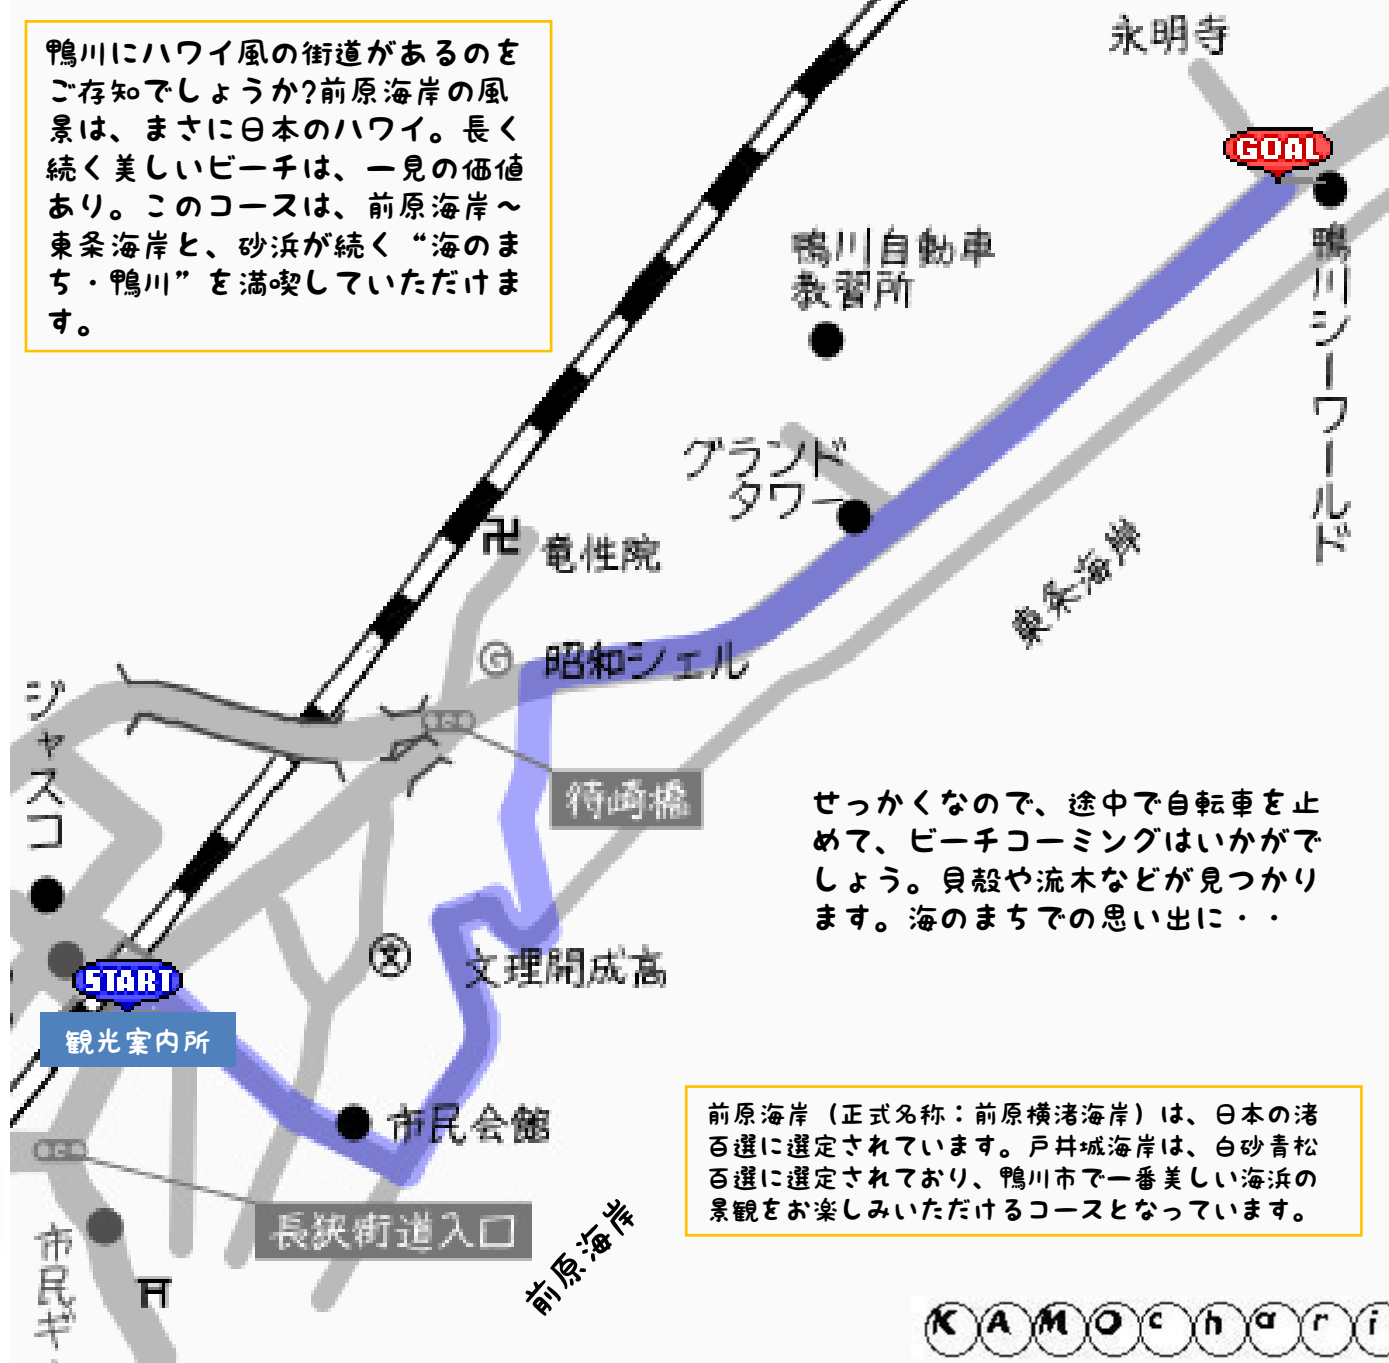 鴨川にハワイ風の街道があるのを
ご存知でしょうか?前原海岸の風
景は、まさに日本のハワイ。長く
続く美しいビーチは、一見の価値
あり。このコースは、前原海岸～
東条海岸と、砂浜が続く“海のま
ち・鴨川”を満喫していただけま
す。
永明寺
GOAL
鴨川シーワールド
鴨川自動車
教習所
グランド
タワー
東条海岸
竜性院
G
昭和シェル
待崎橋
ジャスコ
せっかくなので、途中で自転車を止
めて、ビーチコーミングはいかがで
しょう。貝殻や流木などが見つかり
ます。海のまちでの思い出に・・
文
文理開成高
START
観光案内所
市民会館
前原海岸（正式名称：前原横渚海岸）は、日本の渚
百選に選定されています。戸井城海岸は、白砂青松
百選に選定されており、鴨川市で一番美しい海浜の
景観をお楽しみいただけるコースとなっています。
長狭街道入口
前原海岸
市民ギ
KAMOchari